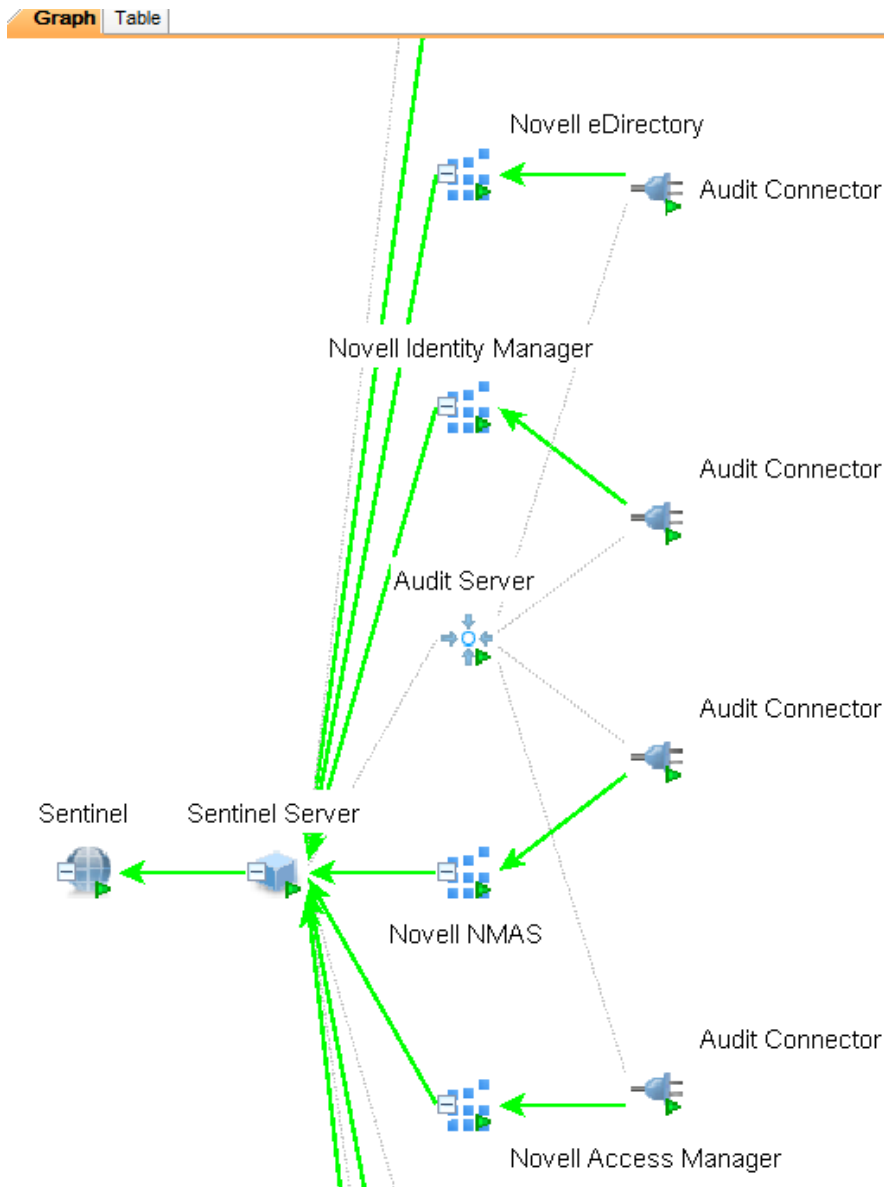 Graph Table
Novell eDirectory
Audit Connector
Novell Identity Manager
Audit Connector
Audit Server
Audit Connector
Sentinel Sentinel Server
Novell NMAS
Audit Connector
Novell Access Manager